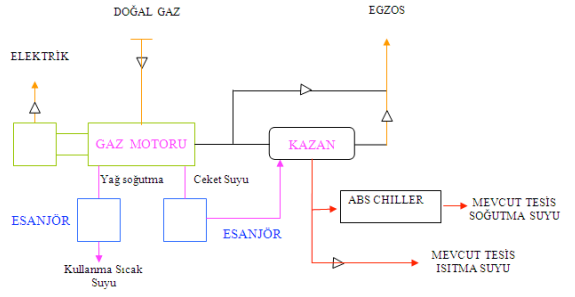 DOĞAL GAZ
EGZOS
ELEKTRİK
GAZ MOTORU
KAZAN
Yağ soğutma
Ceket Suyu
ABS CHILLER
MEVCUT TESİS
SOĞUTMA SUYU
ESANJÖR
ESANJÖR
MEVCUT TESİS
ISITMA SUYU
Kullanma Sıcak
Suyu